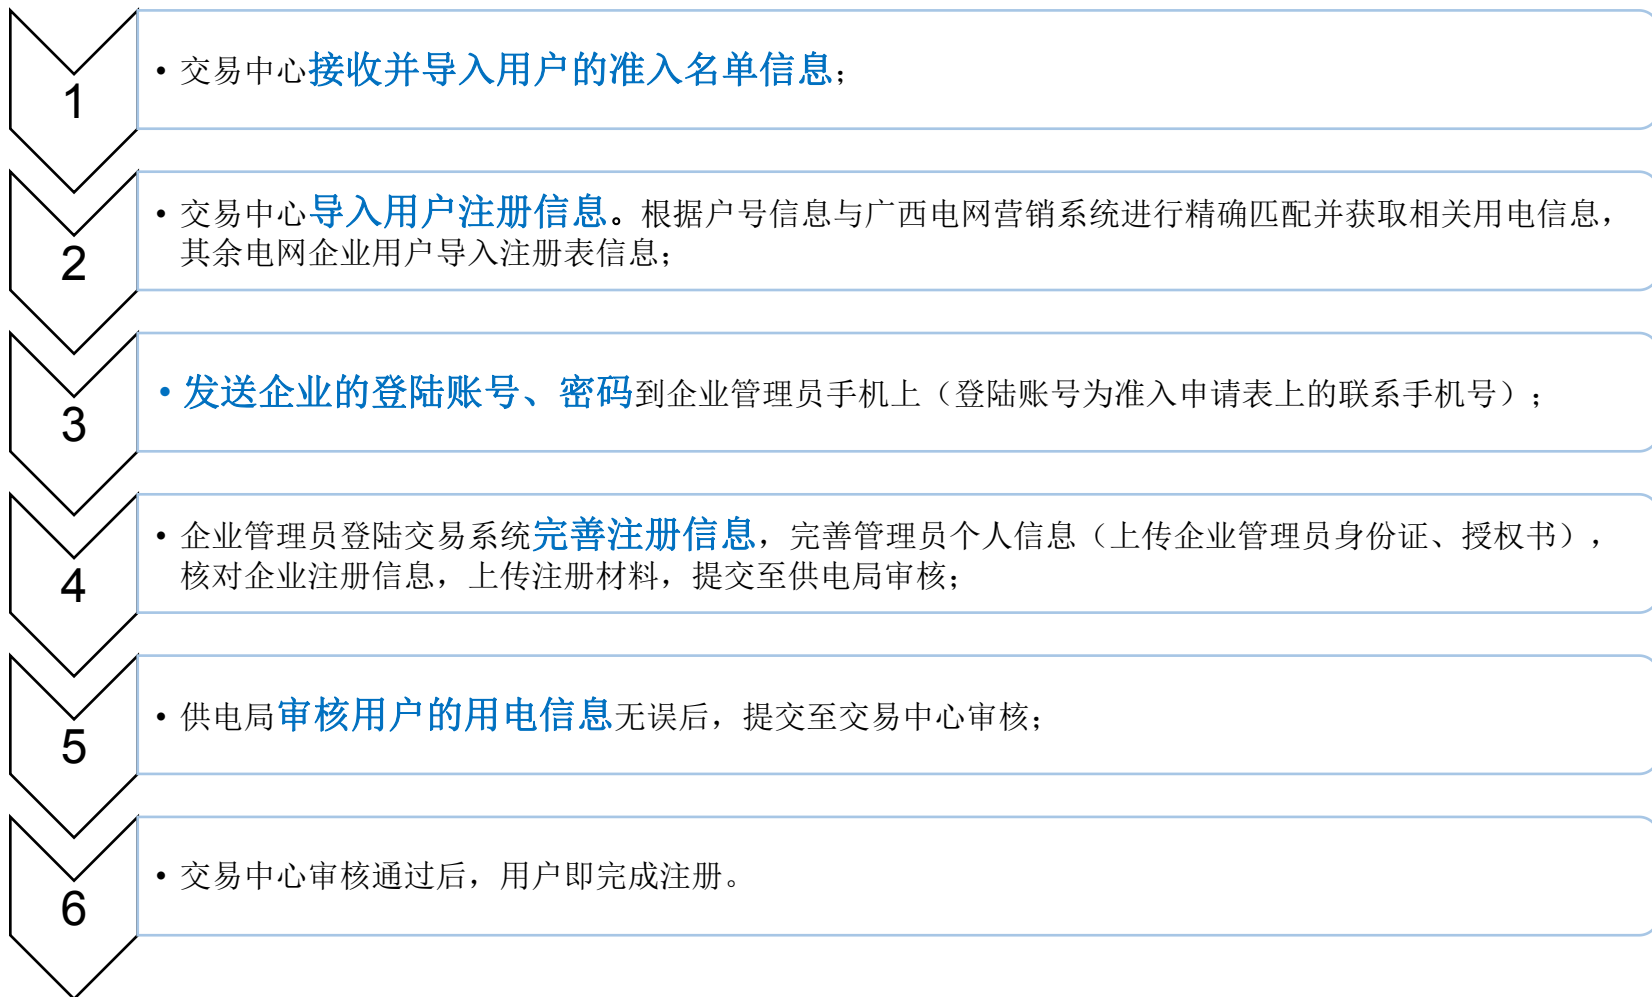 1
• 交易中心接收并导入用户的准入名单信息；
2
• 交易中心导入用户注册信息。根据户号信息与广西电网营销系统进行精确匹配并获取相关用电信息，
其余电网企业用户导入注册表信息；
3
• 发送企业的登陆账号、密码到企业管理员手机上（登陆账号为准入申请表上的联系手机号）；
4
• 企业管理员登陆交易系统完善注册信息，完善管理员个人信息（上传企业管理员身份证、授权书），
核对企业注册信息，上传注册材料，提交至供电局审核；
5
• 供电局审核用户的用电信息无误后，提交至交易中心审核；
6
• 交易中心审核通过后，用户即完成注册。